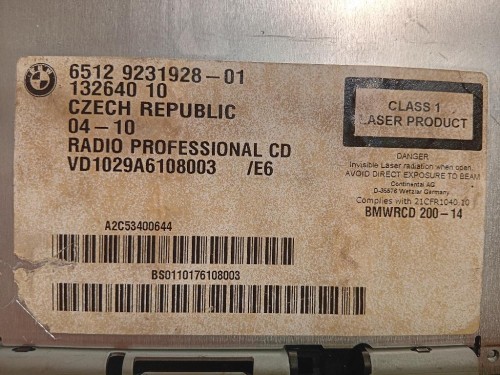 BMW
6512 9231928-01
132640 10
CZECH REPUBLIC
04-10
RADIO PROFESSIONAL CD
VD1029A6108003 /E6
CLASS 1
LASER PRODUCT
DANGER
Invisible Laser radiation when open
AVOID DIRECT EXPOSURE TO BEAM
Continental AG
D-35576 Wetzlar Germany
Complies with 21CFR1040.10
BMWRCD 200-14
A2C53400644
BS0110176108003